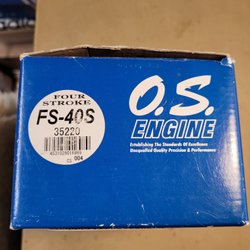 FOUR
STROKE
FS-40S
35220
004
O.S.
ENGINE
Establishing The Standards Of Excellence
Unequalled Quality Precision & Performance